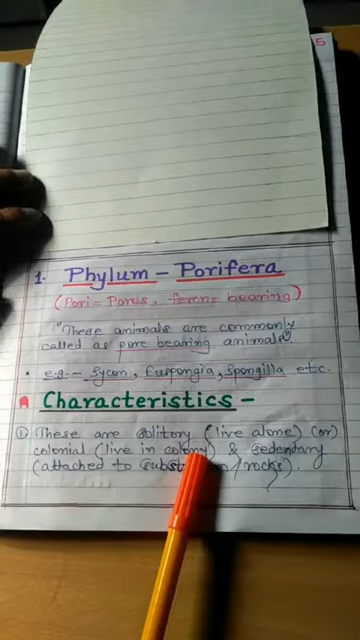 5
1. Phylum - Porifera
(Pori = Pores, feron = bearing)
"These animals are commonly
called as pore bearing animals"
• e.g:- Sycon, Euspongia, Spongilla etc.
A Characteristics -
① These are solitory (live alone) (or)
colonial (live in colony) & sedentary
(attached to / rocks).